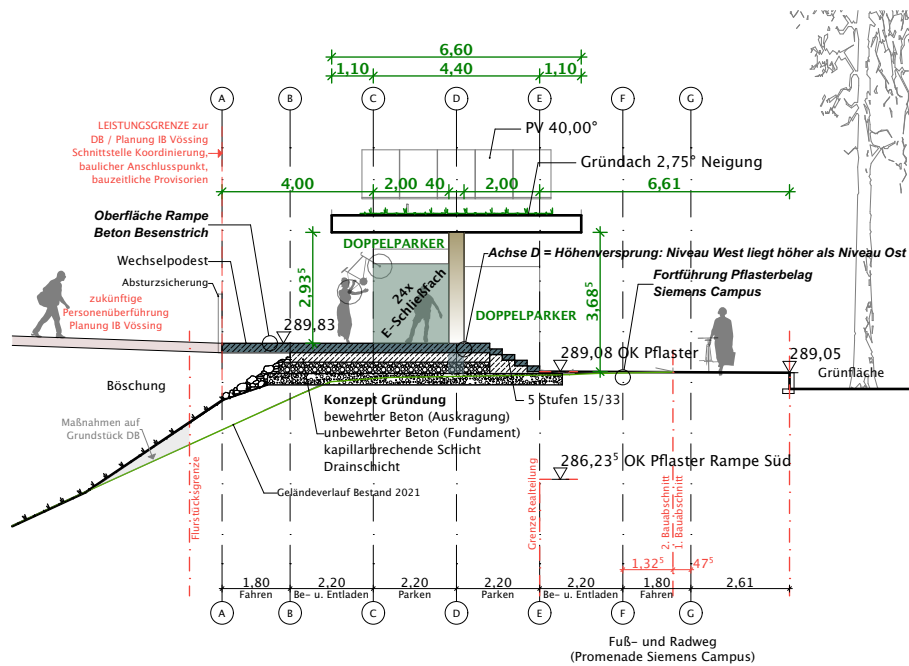 6,60
1,10
4,40
1,10
A
B
C
D
E
F
G
LEISTUNGSGRENZE zur
DB / Planung IB Vössing
Schnittstelle Koordinierung,
baulicher Anschlusspunkt,
bauzeitliche Provisorien
PV 40,00°
Gründach 2,75° Neigung
4,00
2,00
40
2,00
6,61
Oberfläche Rampe
Beton Besenstrich
DOPPELPARKER
Achse D = Höhenversprung: Niveau West liegt höher als Niveau Ost
Wechselpodest
Absturzsicherung
Fortführung Pflasterbelag
Siemens Campus
zukünftige
Personenüberführung
Planung IB Vössing
2,93⁵
24x
E-Schließfach
DOPPELPARKER
3,68⁵
289,83
289,08 OK Pflaster
289,05
Grünfläche
Böschung
Konzept Gründung
bewehrter Beton (Auskragung)
unbewehrter Beton (Fundament)
kapillarbrechende Schicht
Drainschicht
5 Stufen 15/33
Maßnahmen auf
Grundstück DB
286,23⁵ OK Pflaster Rampe Süd
Geländeverlauf Bestand 2021
Flurstücksgrenze
Grenze Realteilung
2. Bauabschnitt
1. Bauabschnitt
1,32⁵
47⁵
1,80
2,20
2,20
2,20
2,20
1,80
2,61
Fahren
Be- u. Entladen
Parken
Parken
Be- u. Entladen
Fahren
A
B
C
D
E
F
G
Fuß- und Radweg
(Promenade Siemens Campus)